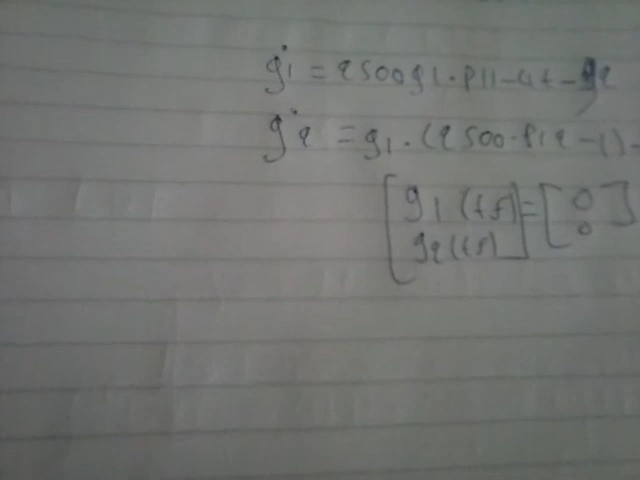 ġ1 = 2500g1.P11-4t-g2
ġ2 = g1.(2500.P12-1)-
[g1(tf) g2(tf)] = [0 0]